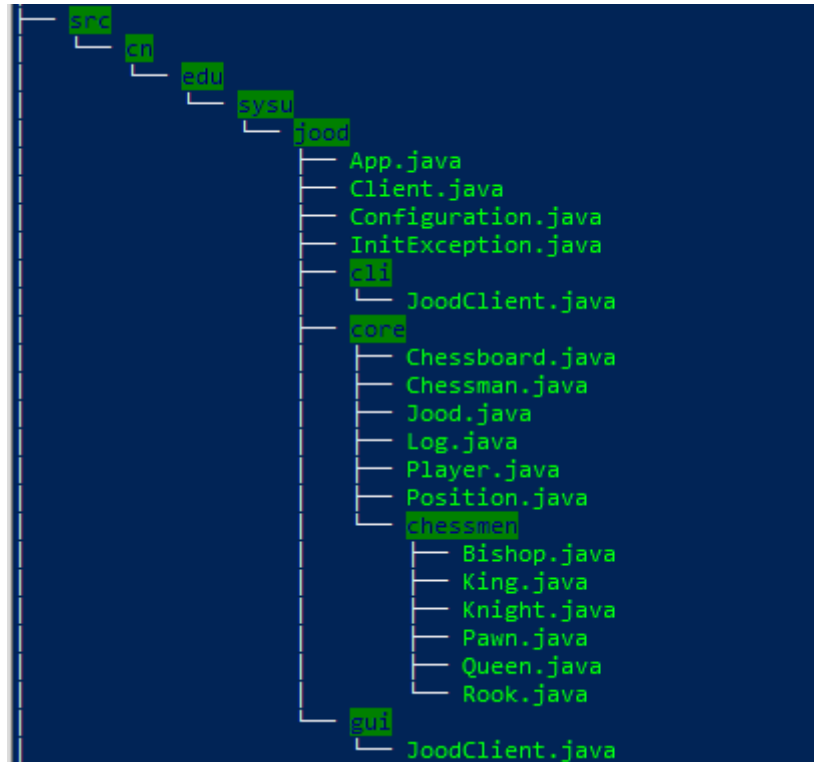 src
cn
edu
sysu
jood
App.java
Client.java
Configuration.java
InitException.java
cli
JoodClient.java
core
Chessboard.java
Chessman.java
Jood.java
Log.java
Player.java
Position.java
chessmen
Bishop.java
King.java
Knight.java
Pawn.java
Queen.java
Rook.java
gui
JoodClient.java